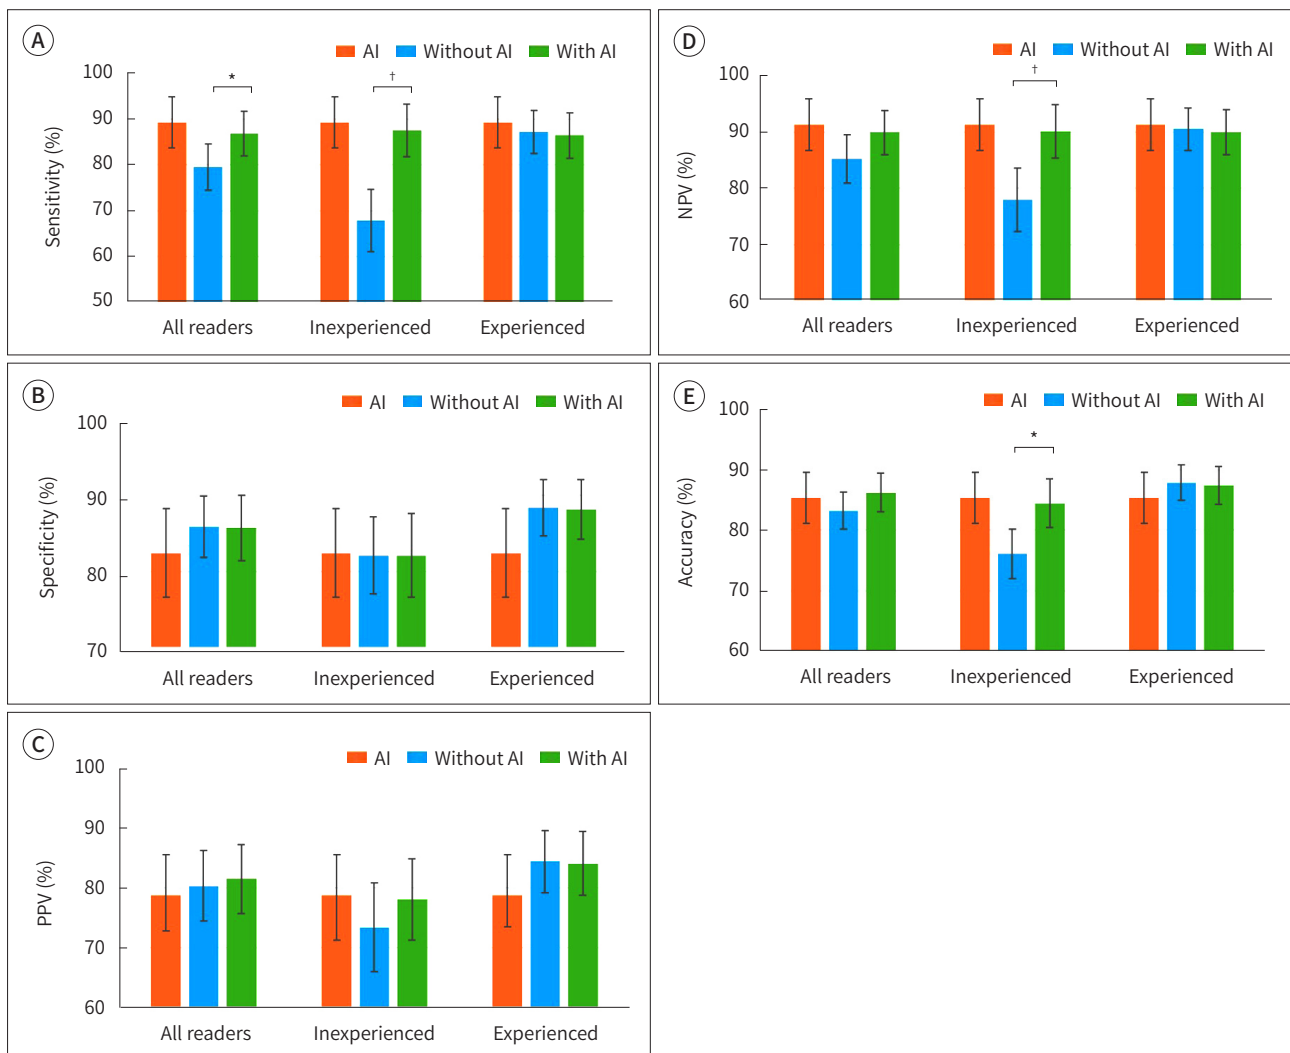 A
AI Without AI With AI
Sensitivity (%)
100
90
80
70
60
50
*
†
All readers Inexperienced Experienced
B
AI Without AI With AI
Specificity (%)
100
90
80
70
All readers Inexperienced Experienced
C
AI Without AI With AI
PPV (%)
100
90
80
70
60
All readers Inexperienced Experienced
D
AI Without AI With AI
NPV (%)
100
90
80
70
60
†
All readers Inexperienced Experienced
E
AI Without AI With AI
Accuracy (%)
100
90
80
70
60
*
All readers Inexperienced Experienced